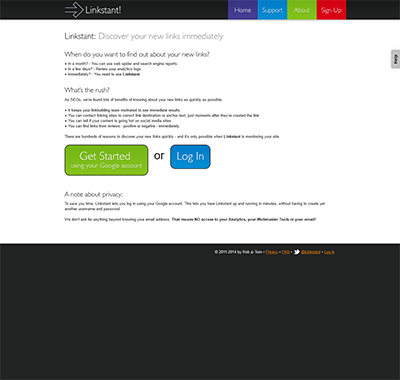 Linkstant!
Home
Support
About
Sign Up
Help
Linkstant: Discover your new links immediately
When do you want to find out about your new links?
• In a month? - You can use web spider and search engine reports
• In a few days? - Review your analytics logs
• Immediately? - You need to use Linkstant
What's the rush?
As SEOs, we've found lots of benefits of knowing about your new links as quickly as possible.
• It keeps your linkbuilding team motivated to see immediate results
• You can contact linking sites to correct link destination or anchor text, just moments after they've created the link
• You can tell if your content is going hot on social media sites
• You can find links from reviews - positive or negative - immediately.
There are hundreds of reasons to discover your new links quickly - and it's only possible when Linkstant is monitoring your site.
Get Started
using your Google account
or
Log In
A note about privacy:
To save you time, Linkstant lets you log in using your Google account. This lets you have Linkstant up and running in minutes, without having to create yet
another username and password.
We don't ask for anything beyond knowing your email address. That means NO access to your Analytics, your Webmaster Tools or your email!
© 2011-2014 by Rob & Tom • Privacy • FAQ • @Linkstant • Log In